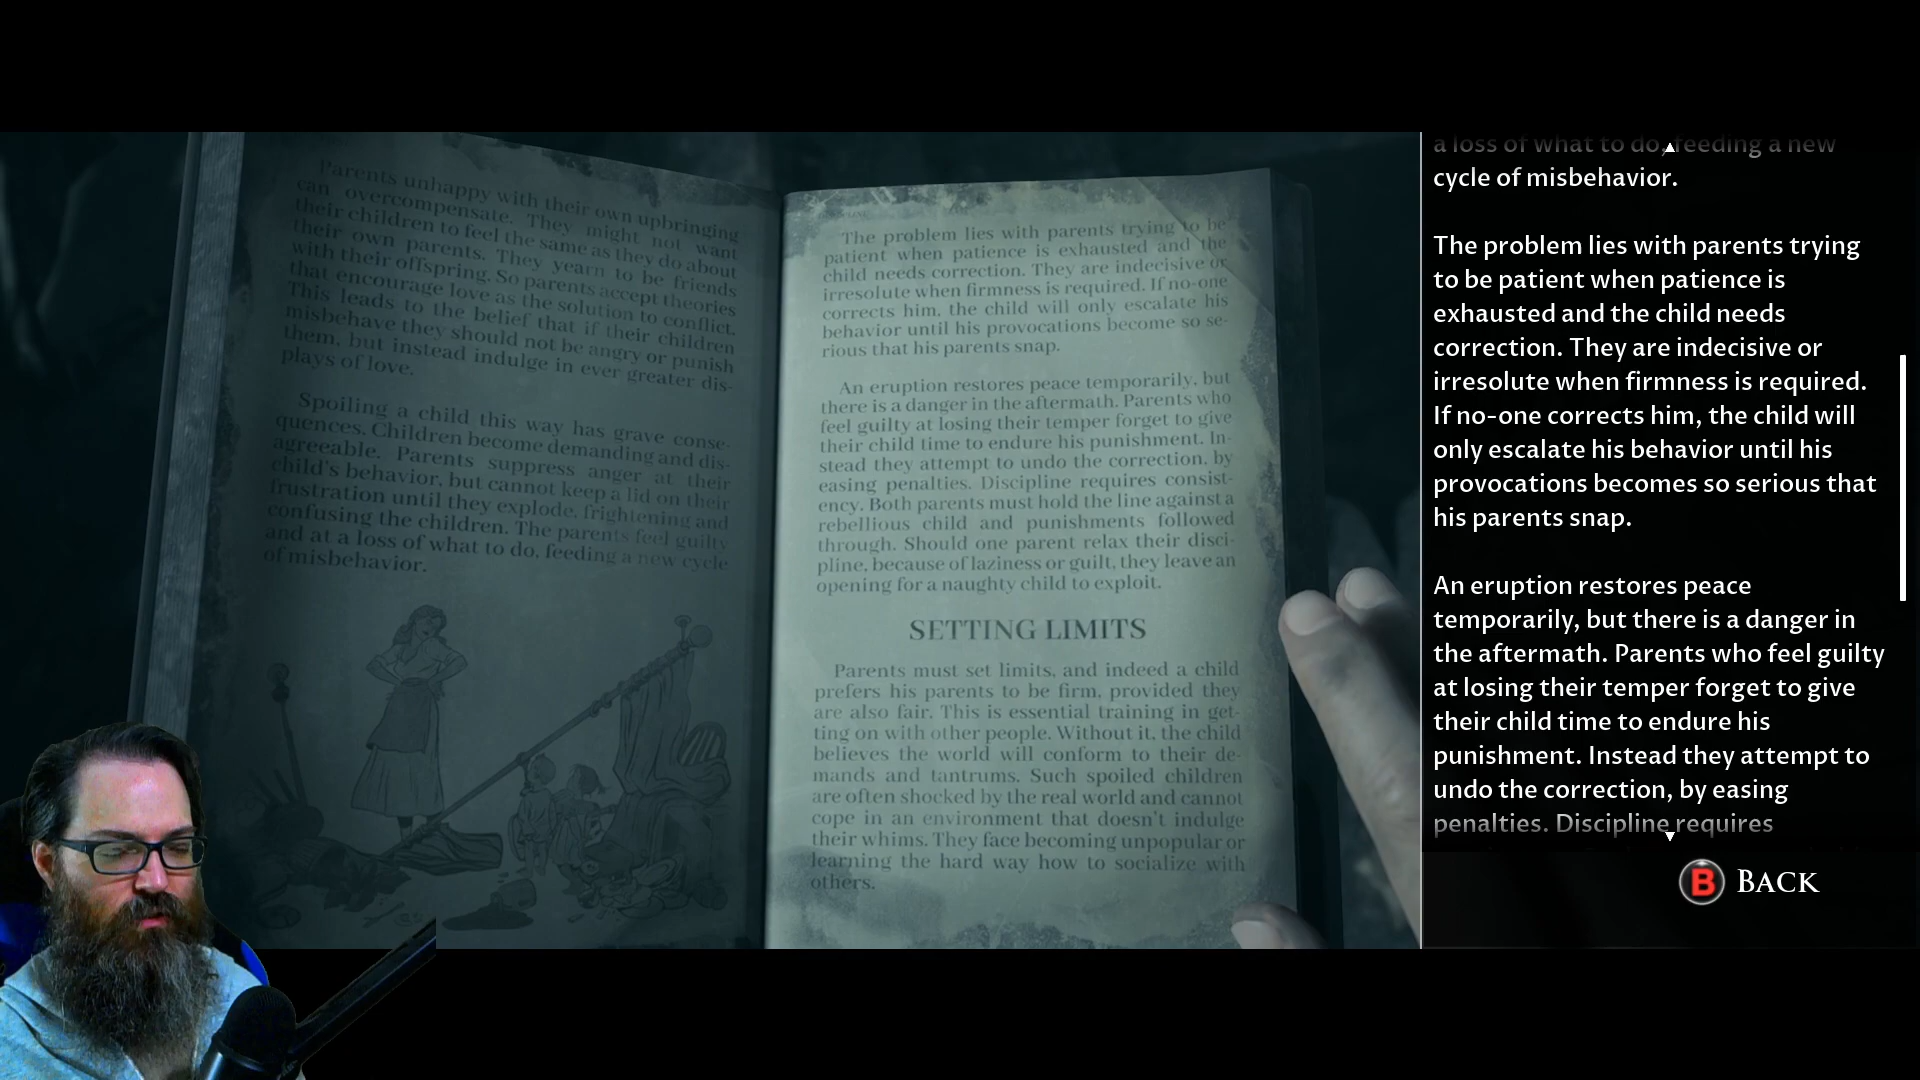 Parents unhappy with their own upbringing
can overcompensate. They might not want
their children to feel the same as they do about
their own parents. They yearn to be friends
with their offspring. So parents accept theories
that encourage love as the solution to conflict.
This leads to the belief that if their children
misbehave they should not be angry or punish
them, but instead indulge in ever greater dis-
plays of love.
Spoiling a child this way has grave conse-
quences. Children become demanding and dis-
agreeable. Parents suppress anger at their
child's behavior, but cannot keep a lid on their
frustration until they explode, frightening and
confusing the children. The parents feel guilty
and at a loss of what to do, feeding a new cycle
of misbehavior.
The problem lies with parents trying to be
patient when patience is exhausted and the
child needs correction. They are indecisive or
irresolute when firmness is required. If no-one
corrects him, the child will only escalate his
behavior until his provocations become so se-
rious that his parents snap.
An eruption restores peace temporarily, but
there is a danger in the aftermath. Parents who
feel guilty at losing their temper forget to give
their child time to endure his punishment. In-
stead they attempt to undo the correction, by
easing penalties. Discipline requires consist-
ency. Both parents must hold the line against a
rebellious child and punishments followed
through. Should one parent relax their disci-
pline, because of laziness or guilt, they leave an
opening for a naughty child to exploit.
SETTING LIMITS
Parents must set limits, and indeed a child
prefers his parents to be firm, provided they
are also fair. This is essential training in get-
ting on with other people. Without it, the child
believes the world will conform to their de-
mands and tantrums. Such spoiled children
are often shocked by the real world and cannot
cope in an environment that doesn't indulge
their whims. They face becoming unpopular or
learning the hard way how to socialize with
others.
a loss of what to do, feeding a new
cycle of misbehavior.
The problem lies with parents trying
to be patient when patience is
exhausted and the child needs
correction. They are indecisive or
irresolute when firmness is required.
If no-one corrects him, the child will
only escalate his behavior until his
provocations becomes so serious that
his parents snap.
An eruption restores peace
temporarily, but there is a danger in
the aftermath. Parents who feel guilty
at losing their temper forget to give
their child time to endure his
punishment. Instead they attempt to
undo the correction, by easing
penalties. Discipline requires
B BACK